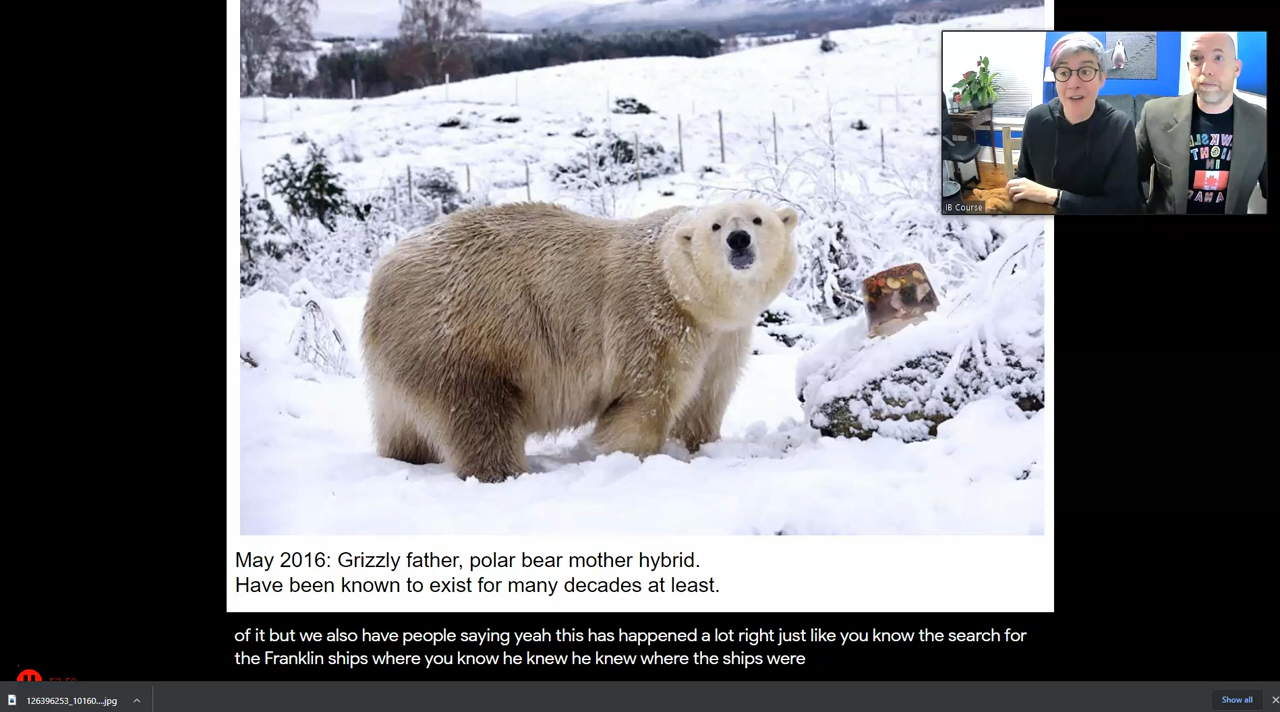 IB Course
May 2016: Grizzly father, polar bear mother hybrid.
Have been known to exist for many decades at least.
of it but we also have people saying yeah this has happened a lot right just like you know the search for
the Franklin ships where you know he knew he knew where the ships were
126396253_10160....jpg
Show all